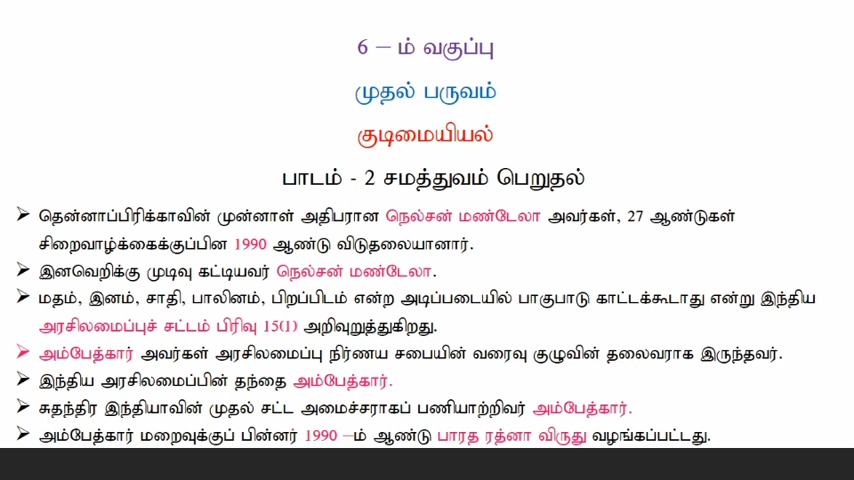 6 – ம் வகுப்பு
முதல் பருவம்
குடிமையியல்
பாடம் - 2 சமத்துவம் பெறுதல்
➤ தென்னாப்பிரிக்காவின் முன்னாள் அதிபரான நெல்சன் மண்டேலா அவர்கள், 27 ஆண்டுகள்
சிறைவாழ்க்கைக்குப்பின 1990 ஆண்டு விடுதலையானார்.
➤ இனவெறிக்கு முடிவு கட்டியவர் நெல்சன் மண்டேலா.
➤ மதம், இனம், சாதி, பாலினம், பிறப்பிடம் என்ற அடிப்படையில் பாகுபாடு காட்டக்கூடாது என்று இந்திய
அரசிலமைப்புச் சட்டம் பிரிவு 15(1) அறிவுறுத்துகிறது.
➤ அம்பேத்கார் அவர்கள் அரசிலமைப்பு நிர்ணய சபையின் வரைவு குழுவின் தலைவராக இருந்தவர்.
➤ இந்திய அரசிலமைப்பின் தந்தை அம்பேத்கார்.
➤ சுதந்திர இந்தியாவின் முதல் சட்ட அமைச்சராகப் பணியாற்றிவர் அம்பேத்கார்.
➤ அம்பேத்கார் மறைவுக்குப் பின்னர் 1990 –ம் ஆண்டு பாரத ரத்னா விருது வழங்கப்பட்டது.